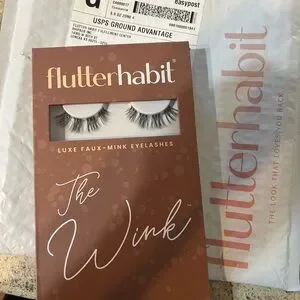 easypost
USPS GROUND ADVANTAGE
flutterhabit
LUXE FAUX-MINK EYELASHES
The
Wink
flutterhabit
THE LOOK THAT LOVES YOU BACK